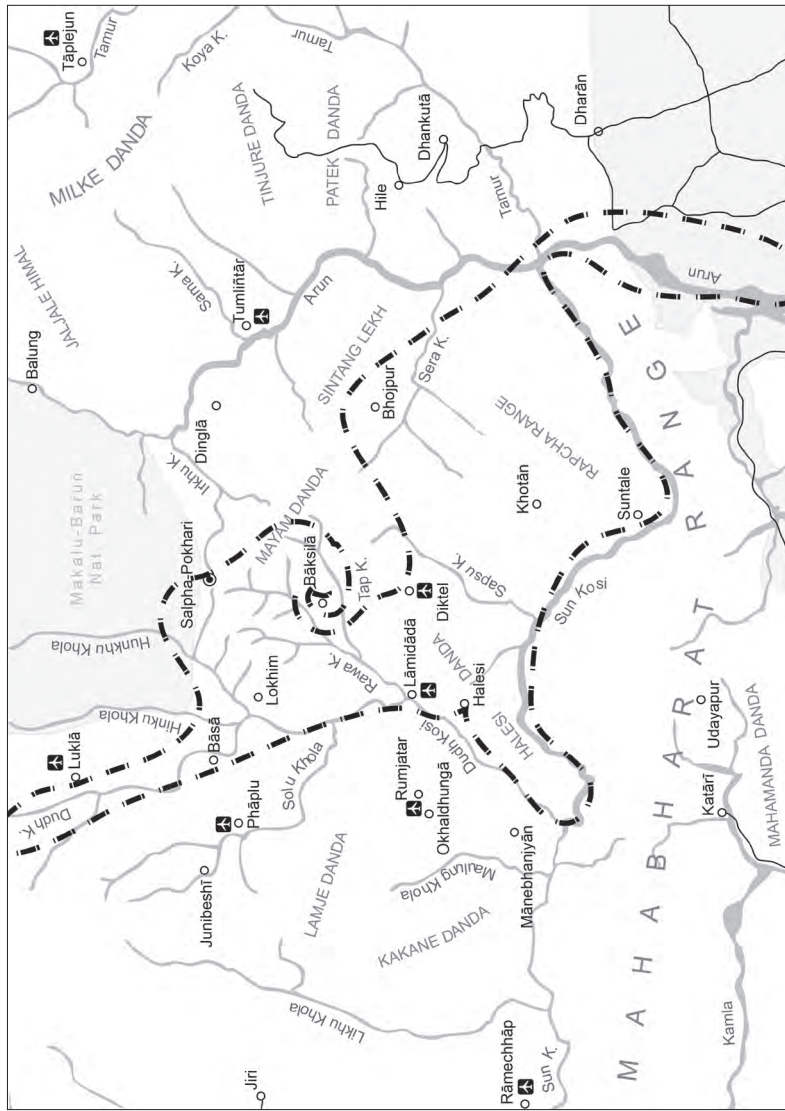 Jiri
Rāmechhāp
Sun K.
Likhu Khola
Junibeshī
Phāplu
LAMJE DANDA
KAKANE DANDA
Maulung Khola
Mānebhanjyān
Okhaldhungā
Rumjatar
Solu Khola
Dudh K.
Luklā
Bāsā
Hinku Khola
Hunkhu Khola
Lokhim
Rawa K.
Lāmidādā
Dudh Kosi
Halesi
HALESI DANDA
Makalu-Barun
Nat. Park
Salpha-Pokhari
Bāksilā
MAYAM DANDA
Tap K.
Diktel
Sapsu K.
Sun Kosi
Irkhu K.
Dinglā
Balung
JALJALE HIMAL
Sama K.
Tumliñtār
Arun
SINTANG LEKH
Bhojpur
Sera K.
Khotān
RAPCHA RANGE
Suntale
MILKE DANDA
TINJURE DANDA
PATEK DANDA
Hile
Dhankutā
Tamur
Dharān
Arun
Tāplejun
Tamur
Koya K.
Tamur
MAHABHARAT RANGE
Udayapur
Katārī
MAHAMANDA DANDA
Kamla